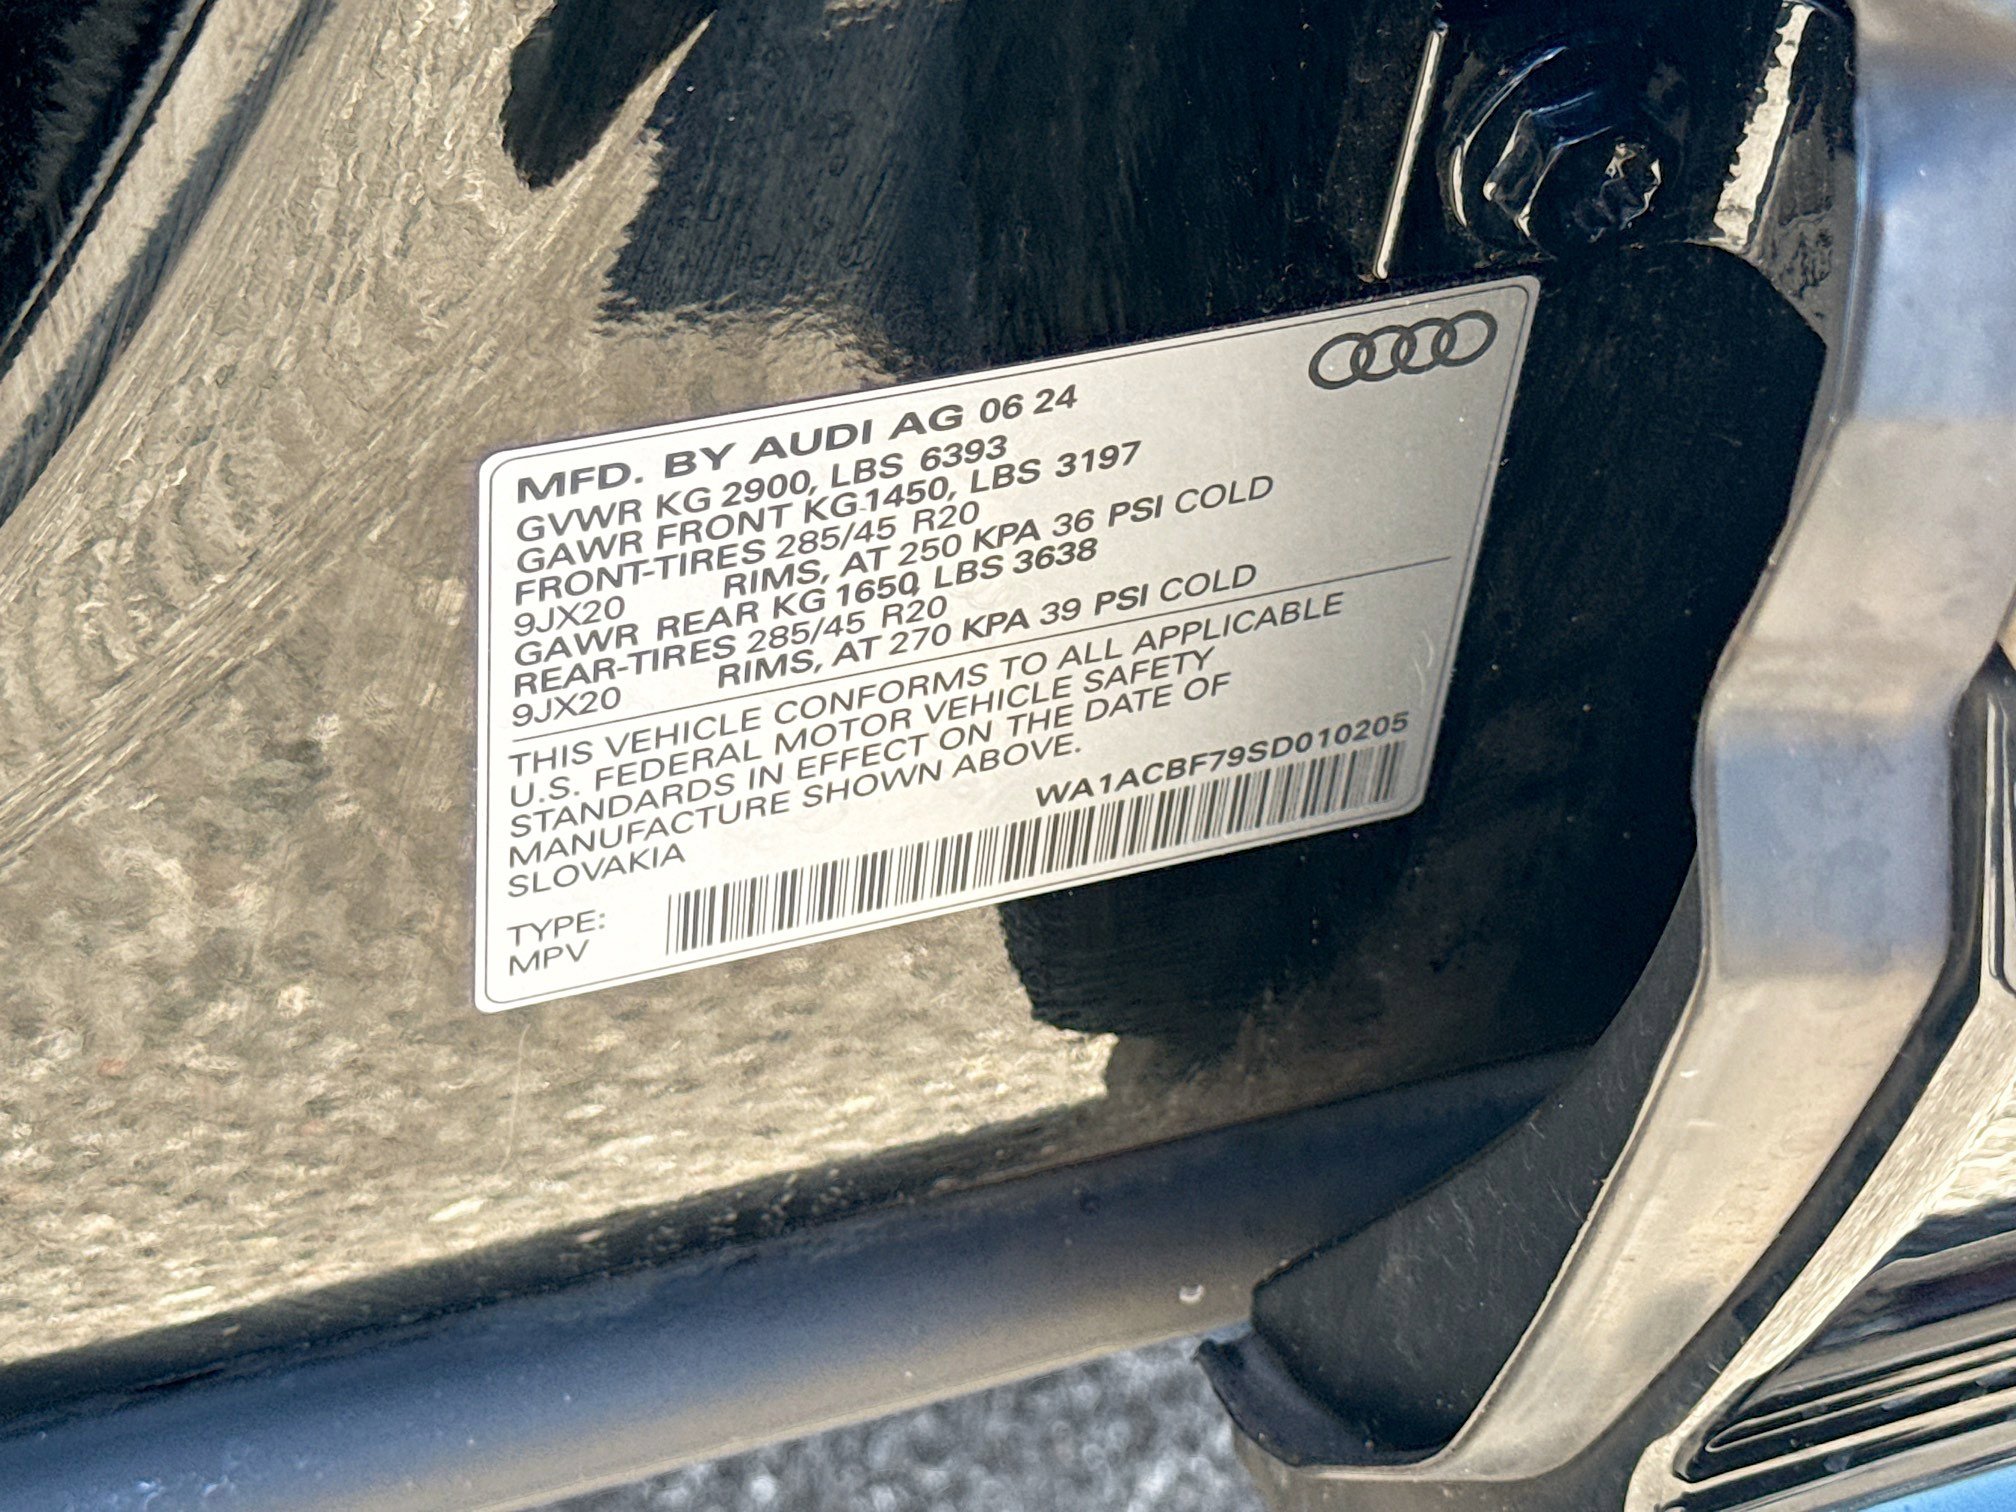 MFD. BY AUDI AG 06 24
GVWR KG 2900, LBS 6393
GAWR FRONT KG 1450, LBS 3197
FRONT-TIRES 285/45 R20
9JX20 RIMS, AT 250 KPA 36 PSI COLD
GAWR REAR KG 1650, LBS 3638
REAR-TIRES 285/45 R20
9JX20 RIMS, AT 270 KPA 39 PSI COLD
THIS VEHICLE CONFORMS TO ALL APPLICABLE
U.S. FEDERAL MOTOR VEHICLE SAFETY
STANDARDS IN EFFECT ON THE DATE OF
MANUFACTURE SHOWN ABOVE.
SLOVAKIA
WA1ACBF79SD010205
TYPE:
MPV